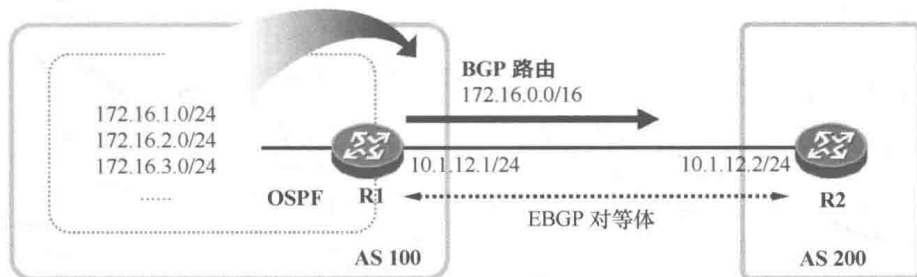 BGP 路由
172.16.0.0/16
172.16.1.0/24
172.16.2.0/24
172.16.3.0/24
......
OSPF
R1
10.1.12.1/24
10.1.12.2/24
R2
EBGP 对等体
AS 100
AS 200